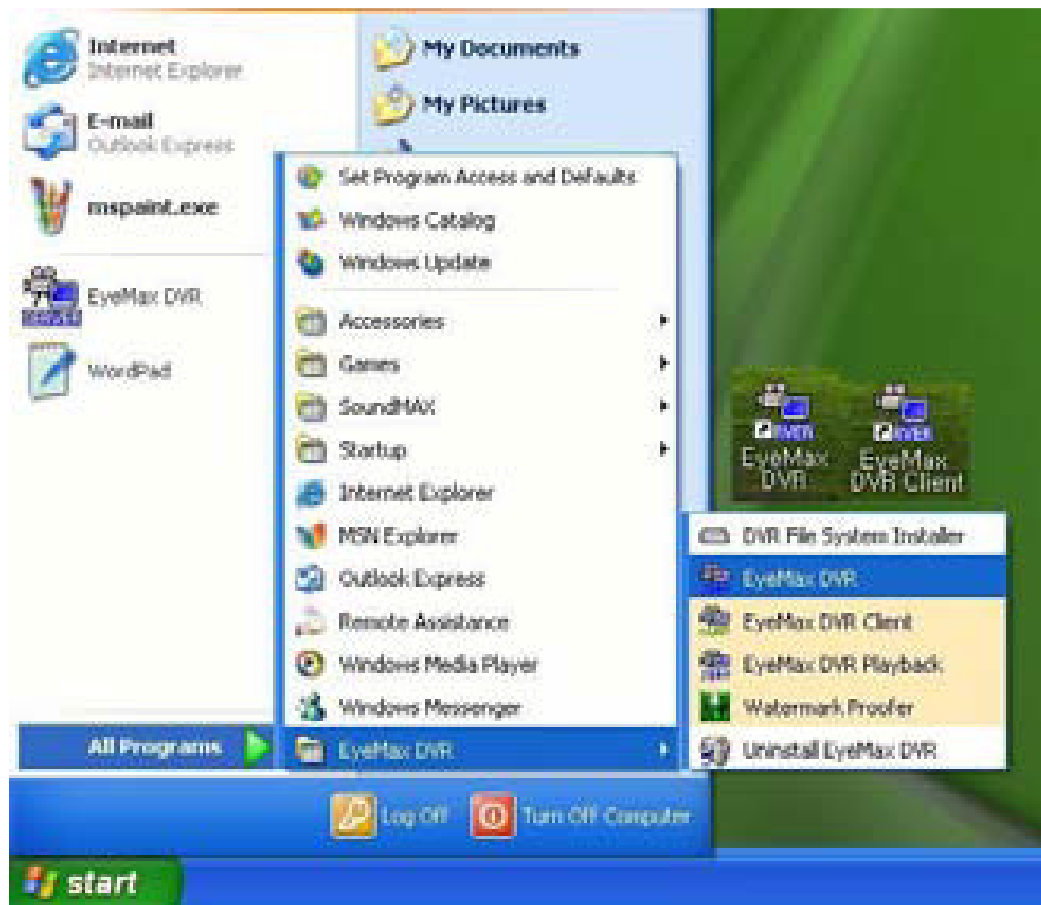 Internet
Internet Explorer
E-mail
Outlook Express
mspaint.exe
EyeMax DVR
WordPad
All Programs
My Documents
My Pictures
Set Program Access and Defaults
Windows Catalog
Windows Update
Accessories
Games
SoundMAX
Startup
Internet Explorer
MSN Explorer
Outlook Express
Remote Assistance
Windows Media Player
Windows Messenger
EyeMax DVR
DVR File System Installer
EyeMax DVR
EyeMax DVR Client
EyeMax DVR Playback
Watermark Proofer
Uninstall EyeMax DVR
EyeMax
DVR
EyeMax
DVR Client
Log Off
Turn Off Computer
start